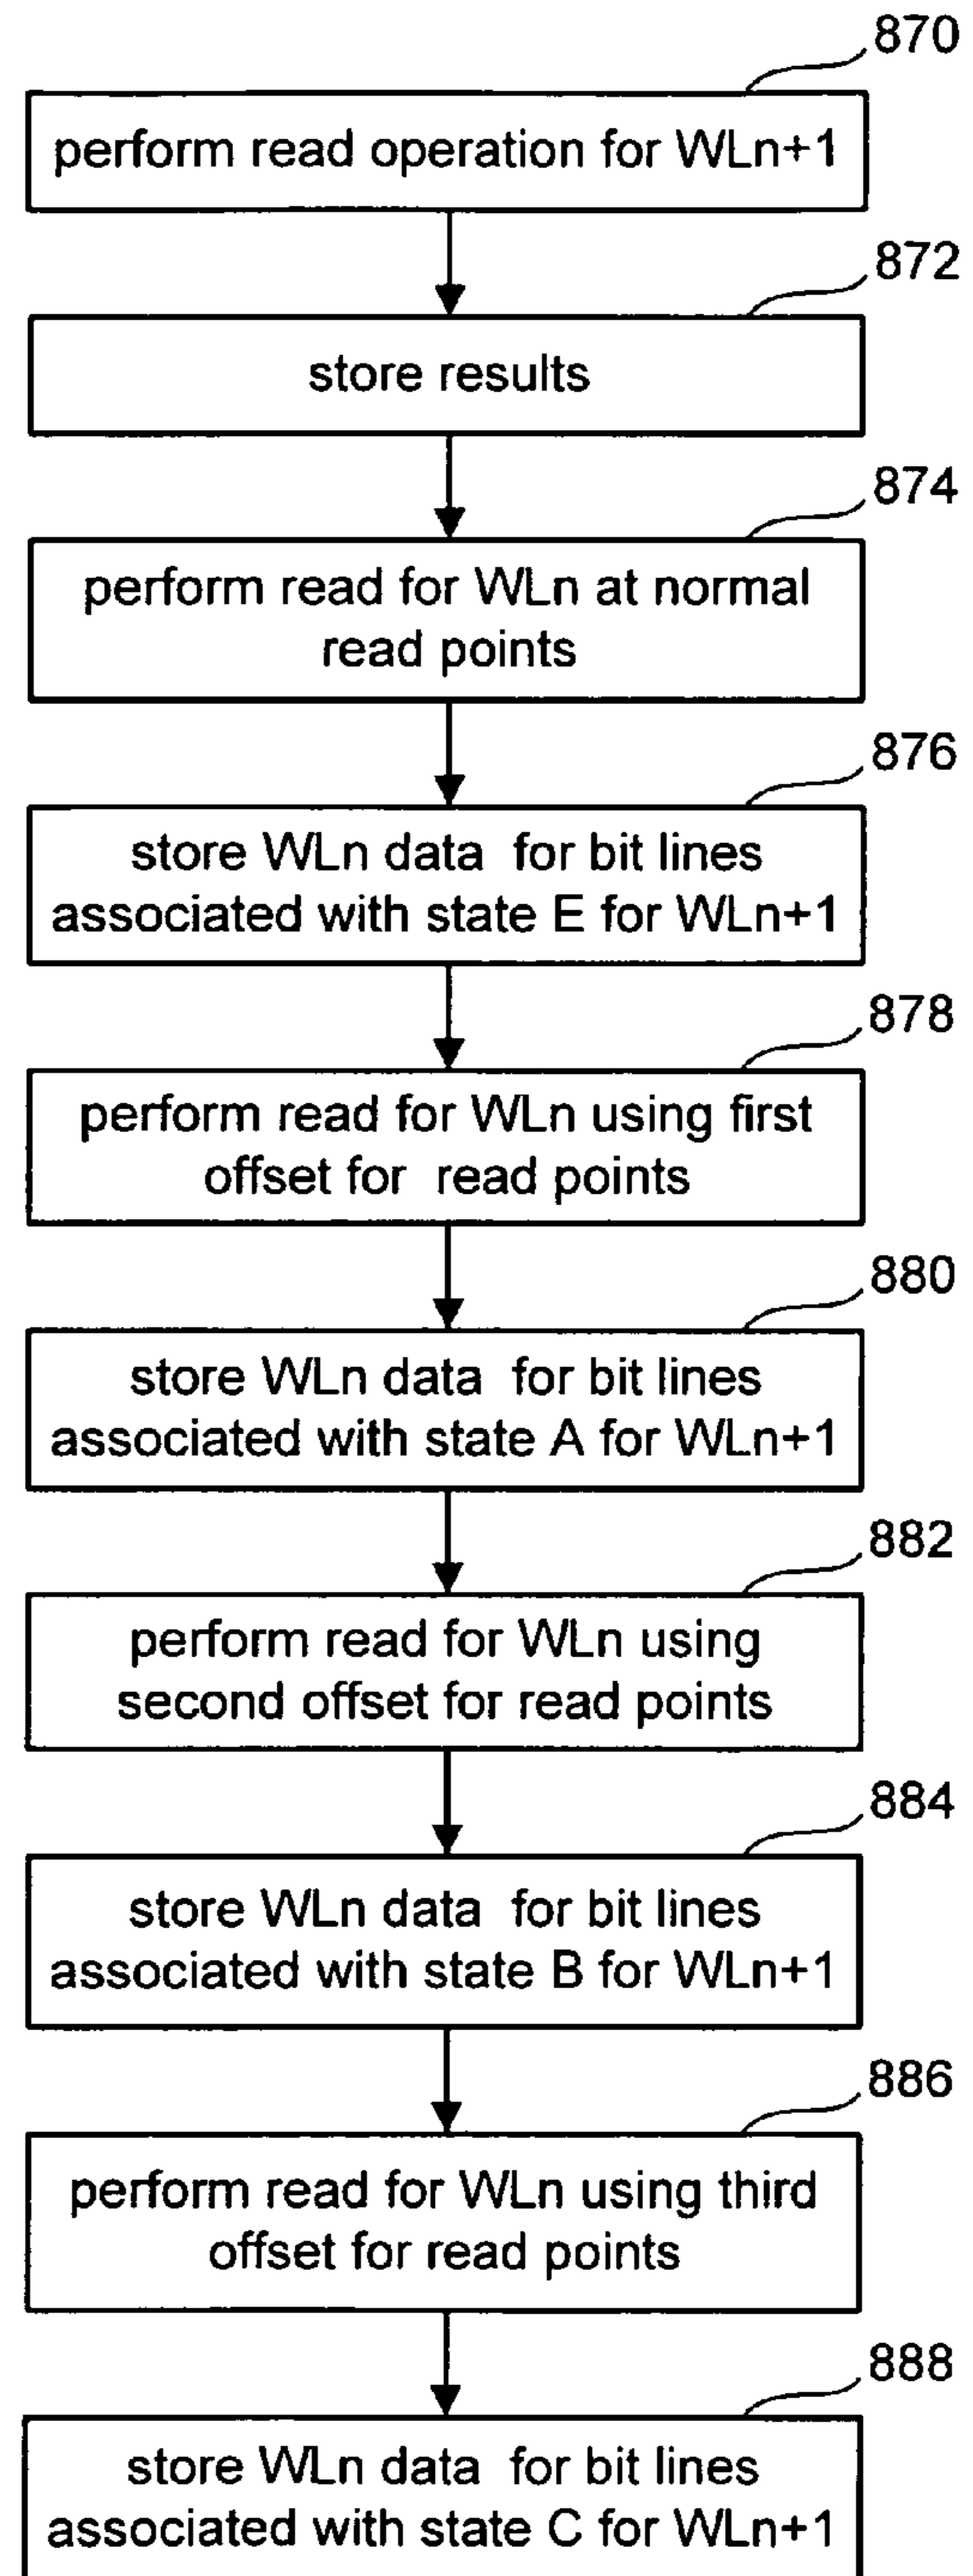 870
perform read operation for WLn+1
872
store results
874
perform read for WLn at normal
read points
876
store WLn data for bit lines
associated with state E for WLn+1
878
perform read for WLn using first
offset for read points
880
store WLn data for bit lines
associated with state A for WLn+1
882
perform read for WLn using
second offset for read points
884
store WLn data for bit lines
associated with state B for WLn+1
886
perform read for WLn using third
offset for read points
888
store WLn data for bit lines
associated with state C for WLn+1